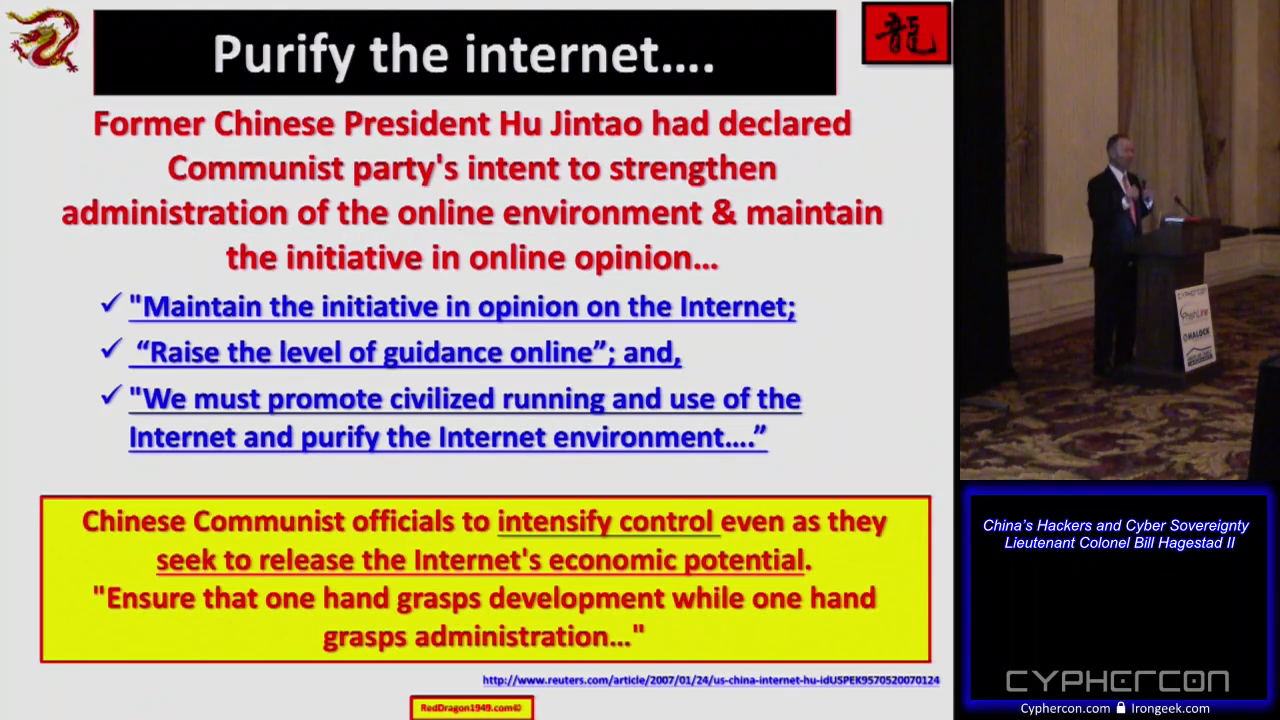 Purify the internet....
龍
Former Chinese President Hu Jintao had declared
Communist party's intent to strengthen
administration of the online environment & maintain
the initiative in online opinion...
✓ "Maintain the initiative in opinion on the Internet;
✓ “Raise the level of guidance online”; and,
✓ "We must promote civilized running and use of the
Internet and purify the Internet environment....”
Chinese Communist officials to intensify control even as they
seek to release the Internet's economic potential.
"Ensure that one hand grasps development while one hand
grasps administration..."
http://www.reuters.com/article/2007/01/24/us-china-internet-hu-idUSPEK9570520070124
RedDragon1949.com©
CYPHERCON
HALOCK
China’s Hackers and Cyber Sovereignty
Lieutenant Colonel Bill Hagestad II
CYPHERCON
Cyphercon.com Irongeek.com